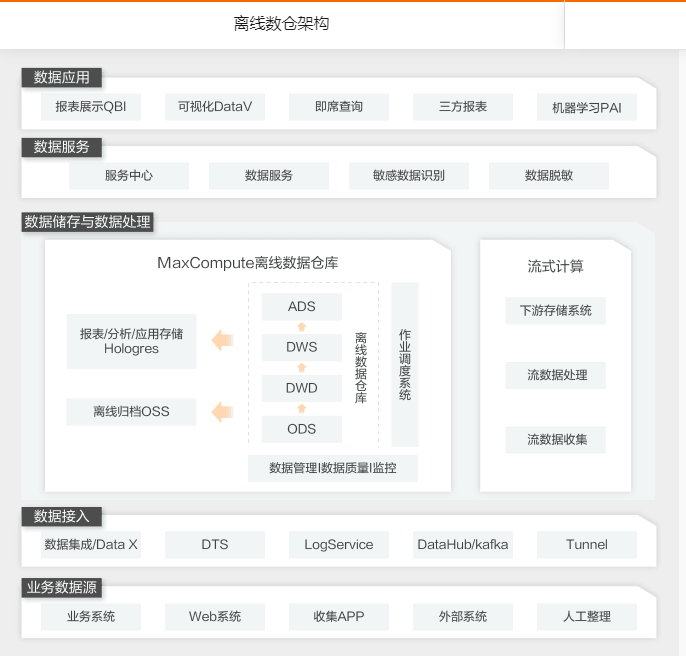 离线数仓架构
数据应用
报表展示QBI
可视化DataV
即席查询
三方报表
机器学习PAI
数据服务
服务中心
数据服务
敏感数据识别
数据脱敏
数据储存与数据处理
MaxCompute离线数据仓库
报表/分析/应用存储
Hologres
离线归档OSS
ADS
DWS
DWD
ODS
离线数据仓库
作业调度系统
数据管理I数据质量I监控
流式计算
下游存储系统
流数据处理
流数据收集
数据接入
数据集成/Data X
DTS
LogService
DataHub/kafka
Tunnel
业务数据源
业务系统
Web系统
收集APP
外部系统
人工整理